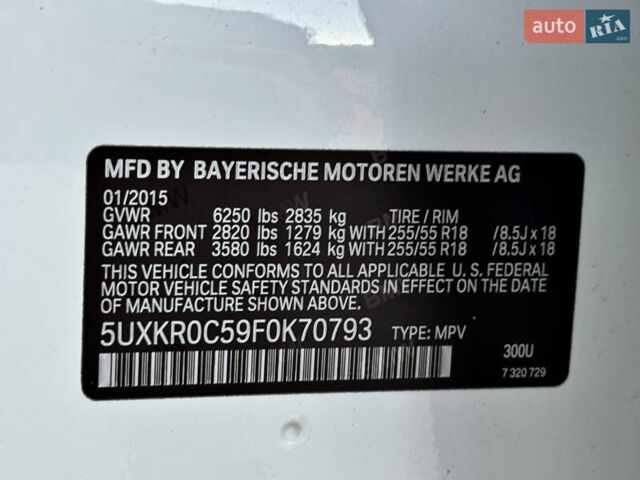 AUTO RIA
.com
MFD BY BAYERISCHE MOTOREN WERKE AG
01/2015
GVWR 6250 lbs 2835 kg TIRE / RIM
GAWR FRONT 2820 lbs 1279 kg WITH 255/55 R18 /8.5J x 18
GAWR REAR 3580 lbs 1624 kg WITH 255/55 R18 /8.5J x 18
THIS VEHICLE CONFORMS TO ALL APPLICABLE U. S. FEDERAL
MOTOR VEHICLE SAFETY STANDARDS IN EFFECT ON THE DATE
OF MANUFACTURE SHOWN ABOVE.
5UXKR0C59F0K70793 TYPE: MPV
300U
7 320 729